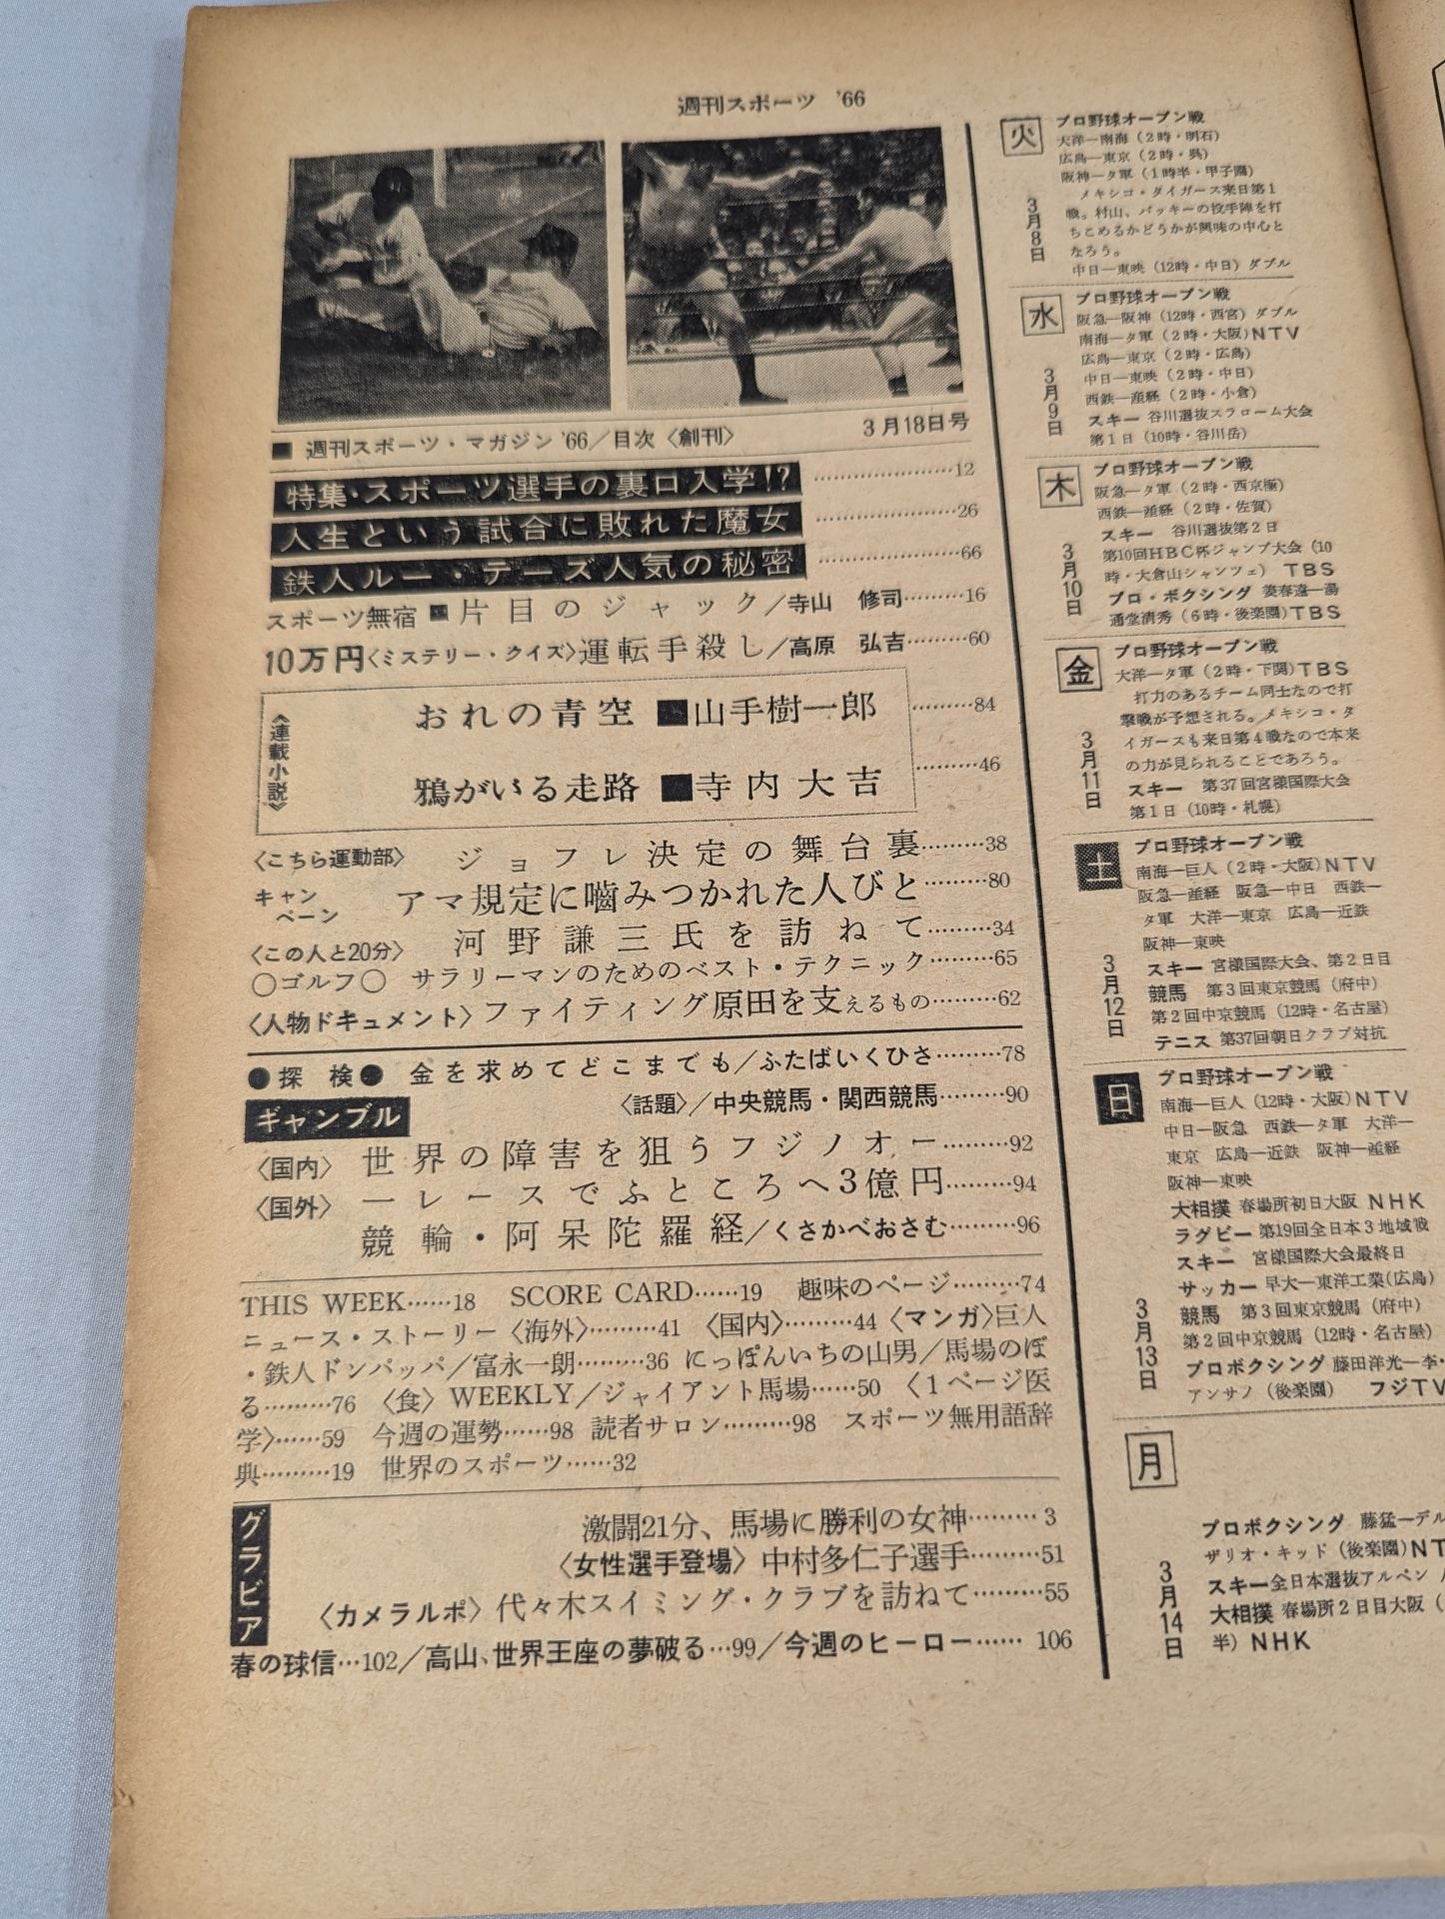 週刊スポーツ '66
■ 週刊スポーツ・マガジン '66／目次〈創刊〉 3月18日号
特集・スポーツ選手の裏口入学!?……………………12
人生という試合に敗れた魔女……………………26
鉄人ルー・テーズ人気の秘密……………………66
スポーツ無宿■片目のジャック／寺山 修司………16
10万円〈ミステリー・クイズ〉運転手殺し／高原 弘吉………60
《連載小説》
おれの青空 ■山手樹一郎………84
鴉がいる走路 ■寺内大吉………46
〈こちら運動部〉 ジョフレ決定の舞台裏………38
キャンペーン アマ規定に嚙みつかれた人びと………80
〈この人と20分〉 河野謙三氏を訪ねて………34
○ゴルフ○ サラリーマンのためのベスト・テクニック………65
〈人物ドキュメント〉ファイティング原田を支えるもの………62
●探 検● 金を求めてどこまでも／ふたばいくひさ………78
ギャンブル 〈話題〉／中央競馬・関西競馬………90
〈国内〉 世界の障害を狙うフジノオー………92
〈国外〉 一レースでふところへ3億円………94
競輪・阿呆陀羅経／くさかべおさむ………96
THIS WEEK……18 SCORE CARD……19 趣味のページ………74
ニュース・ストーリー〈海外〉………41 〈国内〉………44〈マンガ〉巨人
・鉄人ドンパッパ／富永一朗………36 にっぽんいちの山男／馬場のぼ
る………76 〈食〉WEEKLY／ジャイアント馬場……50 〈1ページ医
学〉……59 今週の運勢……98 読者サロン………98 スポーツ無用語辞
典………19 世界のスポーツ……32
グラビア
激闘21分、馬場に勝利の女神………3
〈女性選手登場〉中村多仁子選手………51
〈カメラルポ〉代々木スイミング・クラブを訪ねて………55
春の球信…102／高山、世界王座の夢破る…99／今週のヒーロー……106
火
3月8日
プロ野球オープン戦
大洋―南海（2時・明石）
広島―東京（2時・呉）
阪神―タ軍（1時半・甲子園）
メキシコ・タイガース来日第1
戦。村山、バッキーの投手陣を打
ちこめるかどうかが興味の中心と
なろう。
中日―東映（12時・中日）ダブル
水
3月9日
プロ野球オープン戦
阪急―阪神（12時・西宮）ダブル
南海―タ軍（2時・大阪）NTV
広島―東京（2時・広島）
中日―東映（2時・中日）
西鉄―産経（2時・小倉）
スキー 谷川選抜スラローム大会
第1日（10時・谷川岳）
木
3月10日
プロ野球オープン戦
阪急―タ軍（2時・西京極）
西鉄―産経（2時・佐賀）
スキー 谷川選抜第2日
第10回HBC杯ジャンプ大会（10
時・大倉山シャンツェ） TBS
プロ・ボクシング 姜春遠―湯
通堂清秀（6時・後楽園）TBS
金
3月11日
プロ野球オープン戦
大洋―タ軍（2時・下関）TBS
打力のあるチーム同士なので打
撃戦が予想される。メキシコ・タ
イガースも来日第4戦なので本来
の力が見られることであろう。
スキー 第37回宮様国際大会
第1日（10時・札幌）
土
3月12日
プロ野球オープン戦
南海―巨人（2時・大阪）NTV
阪急―産経 阪急―中日 西鉄―
タ軍 大洋―東京 広島―近鉄
阪神―東映
スキー 宮様国際大会、第2日目
競馬 第3回東京競馬（府中）
第2回中京競馬（12時・名古屋）
テニス 第37回朝日クラブ対抗
日
3月13日
プロ野球オープン戦
南海―巨人（12時・大阪）NTV
中日―阪急 西鉄―タ軍 大洋―
東京 広島―近鉄 阪神―産経
阪神―東映
大相撲 春場所初日大阪 NHK
ラグビー 第19回全日本3地域戦
スキー 宮様国際大会最終日
サッカー 早大―東洋工業（広島）
競馬 第3回東京競馬（府中）
第2回中京競馬（12時・名古屋）
プロボクシング 藤田洋光―李・
アンサノ（後楽園） フジTV
月
3月14日
プロボクシング 藤猛―デル
ザリオ・キッド（後楽園）NT
スキー 全日本選抜アルペン
大相撲 春場所2日目大阪（
半）NHK